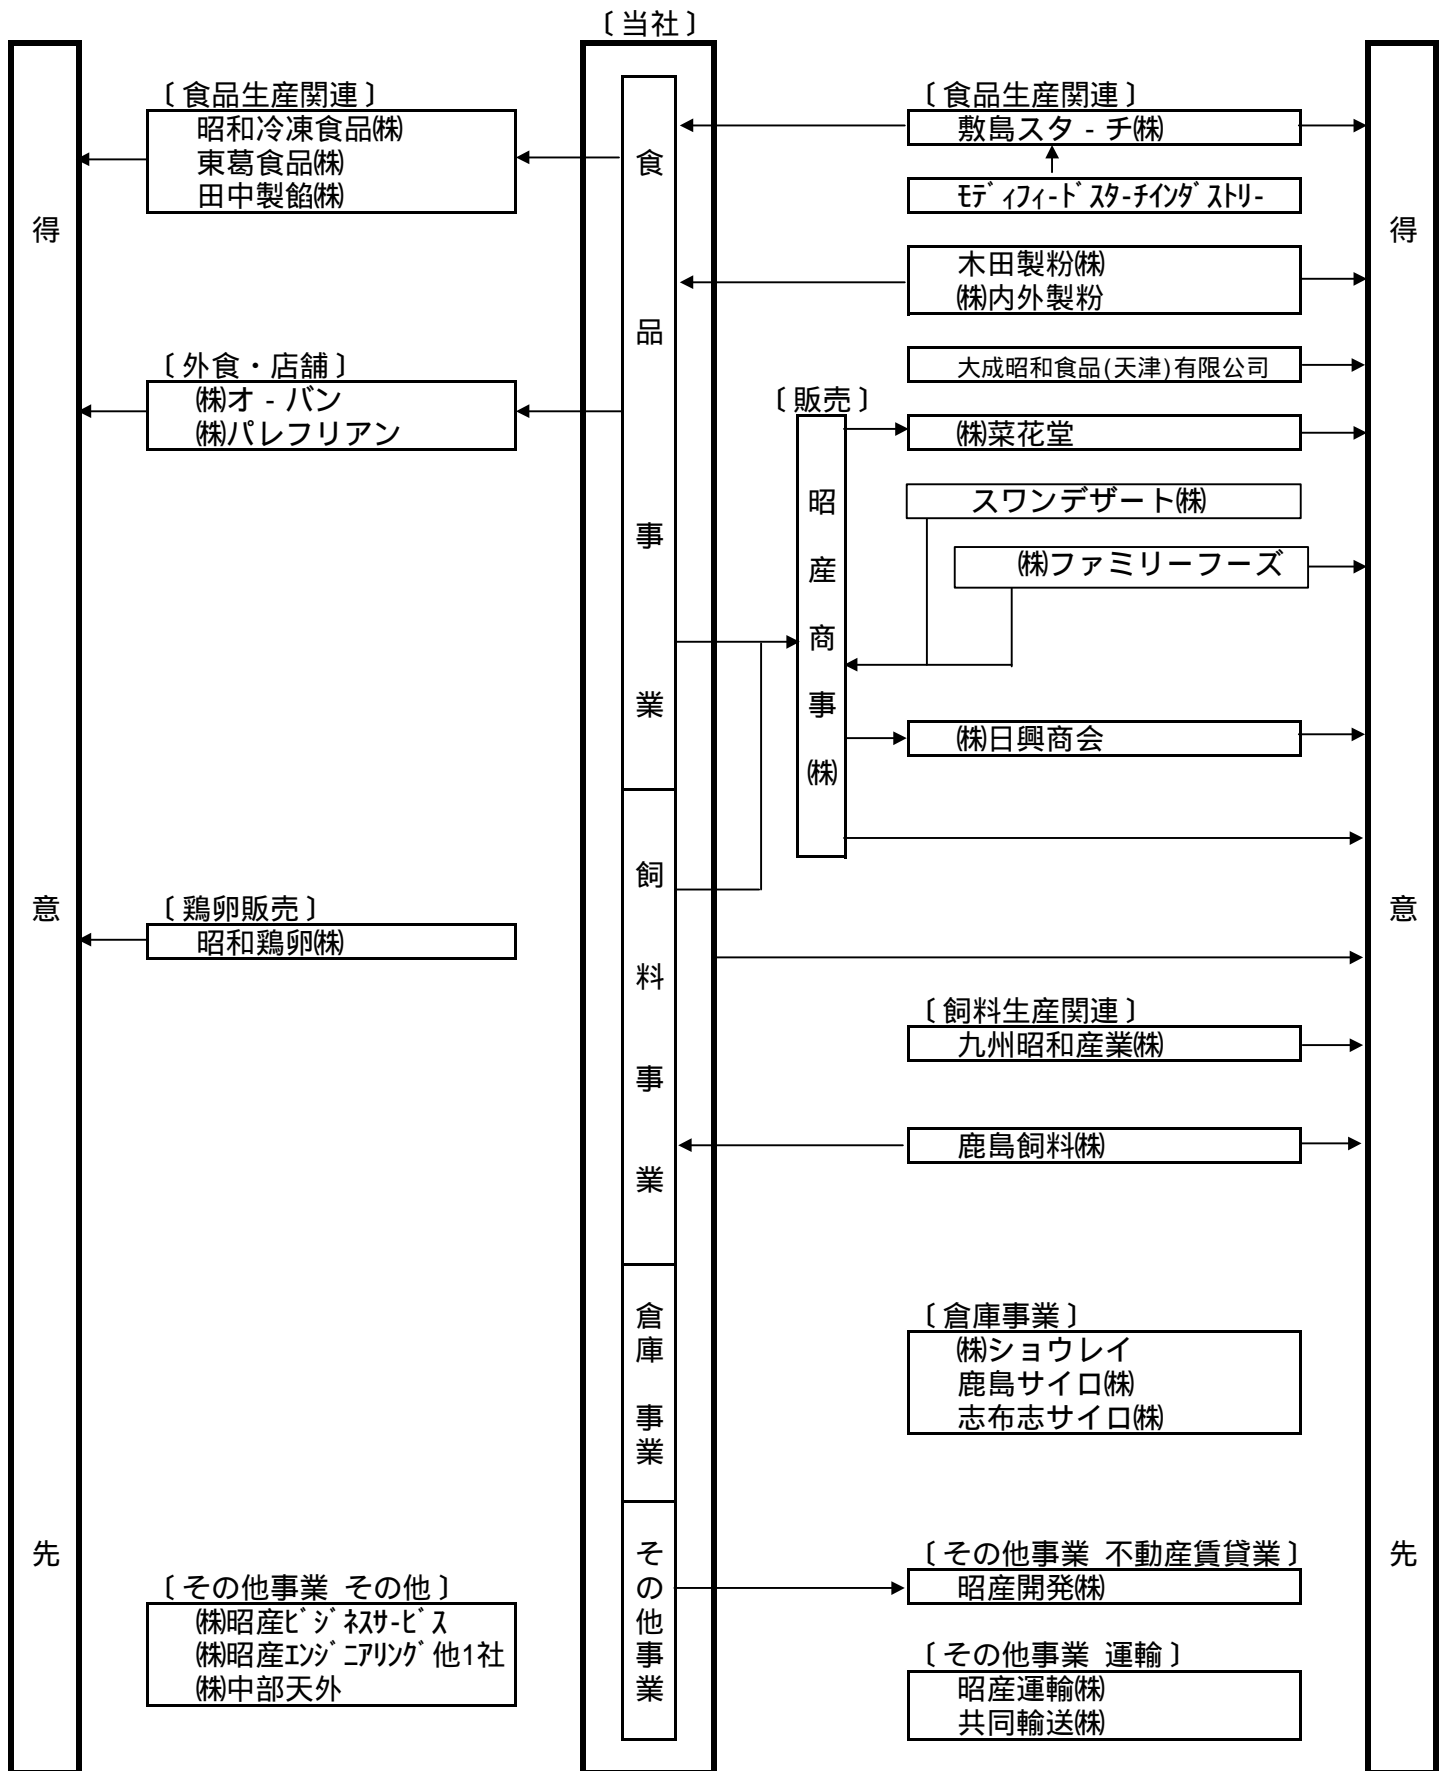 〔当社〕
得意先
〔食品生産関連〕
昭和冷凍食品㈱
東葛食品㈱
田中製餡㈱
〔外食・店舗〕
㈱オ-バン
㈱パレフリアン
〔鶏卵販売〕
昭和鶏卵㈱
〔その他事業 その他〕
㈱昭産ﾋﾞｼﾞﾈｽｻ-ﾋﾞｽ
㈱昭産ｴﾝｼﾞﾆｱﾘﾝｸﾞ他1社
㈱中部天外
食品事業
飼料事業
倉庫事業
その他事業
〔販売〕
昭産商事㈱
〔食品生産関連〕
敷島スタ-チ㈱
ﾓﾃﾞｨﾌｨ-ﾄﾞｽﾀ-ﾁｲﾝﾀﾞｽﾄﾘ-
木田製粉㈱
㈱内外製粉
大成昭和食品(天津)有限公司
㈱菜花堂
スワンデザート㈱
㈱ファミリーフーズ
㈱日興商会
〔飼料生産関連〕
九州昭和産業㈱
鹿島飼料㈱
〔倉庫事業〕
㈱ショウレイ
鹿島サイロ㈱
志布志サイロ㈱
〔その他事業 不動産賃貸業〕
昭産開発㈱
〔その他事業 運輸〕
昭産運輸㈱
共同輸送㈱
得意先